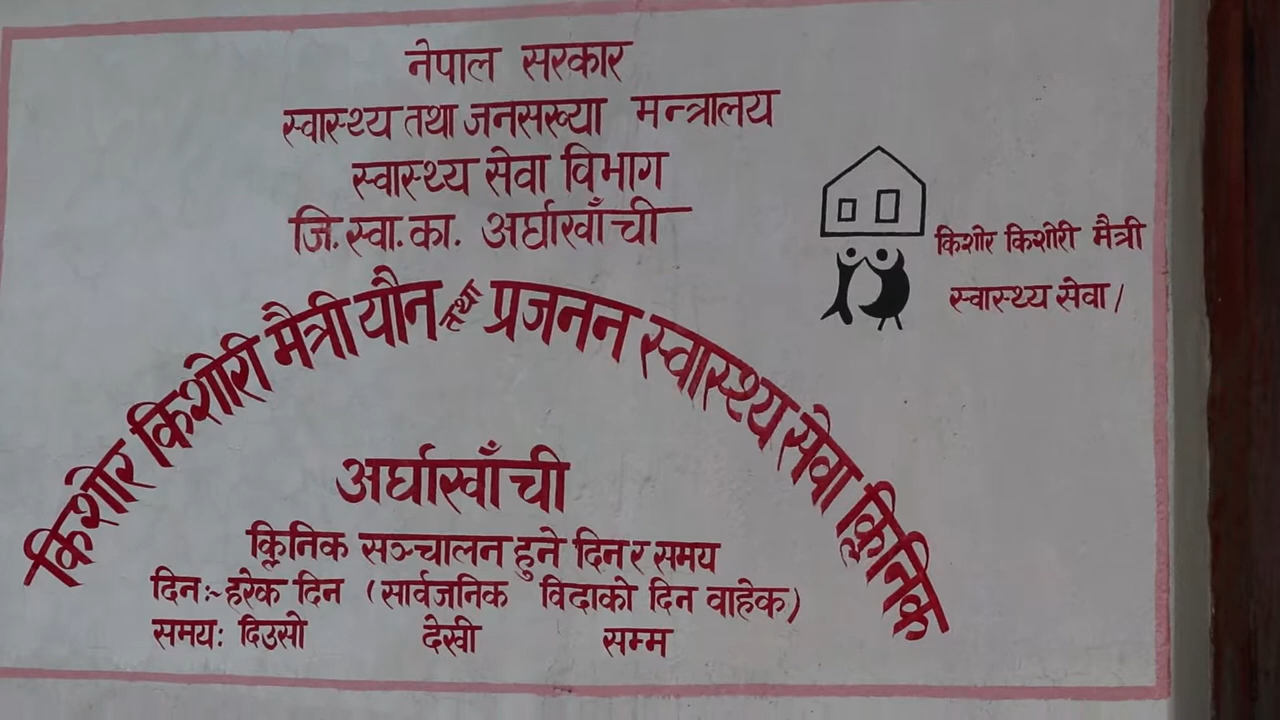 नेपाल सरकार
स्वास्थ्य तथा जनसख्या मन्त्रालय
स्वास्थ्य सेवा विभाग
जि.स्वा.का. अर्घाखाँची
किशोर किशोरी मैत्री
स्वास्थ्य सेवा।
किशोर किशोरी मैत्री यौन तथा प्रजनन स्वास्थ्य सेवा क्लिनिक
अर्घाखाँची
क्लिनिक सञ्चालन हुने दिन र समय
दिन:- हरेक दिन (सार्वजनिक विदाको दिन वाहेक)
समय: दिउसो देखी सम्म